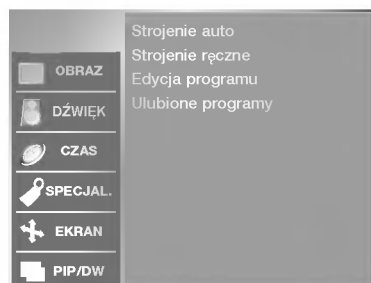 Strojenie auto
Strojenie ręczne
Edycja programu
Ulubione programy
OBRAZ
DŹWIĘK
CZAS
SPECJAL.
EKRAN
PIP/DW